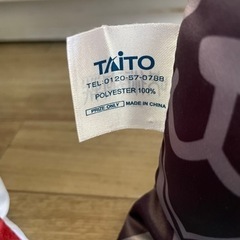 TAITO
TEL 0120-57-0788
POLYESTER 100%
PRIZE ONLY MADE IN CHINA